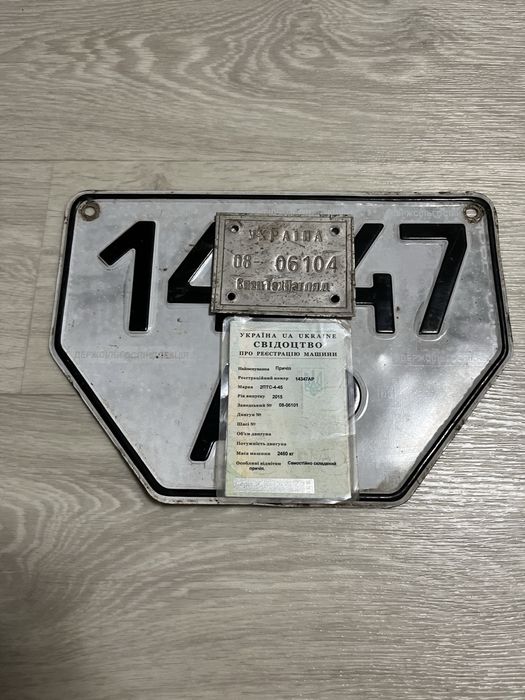 14 47
УКРАЇНА
08- 06104
УКРАЇНА UA UKRAINE
СВІДОЦТВО
ПРО РЕЄСТРАЦІЮ МАШИНИ
Найменування Причіп
Реєстраційний номер 14347АР
Марка 2ПТС-4-45
Рік випуску 2015
Заводський № 08-06101
Двигун №
Шасі №
Об'єм двигуна
Потужність двигуна
Маса машини 2460 кг
Особливі відмітки Самостійно складений
причіп.